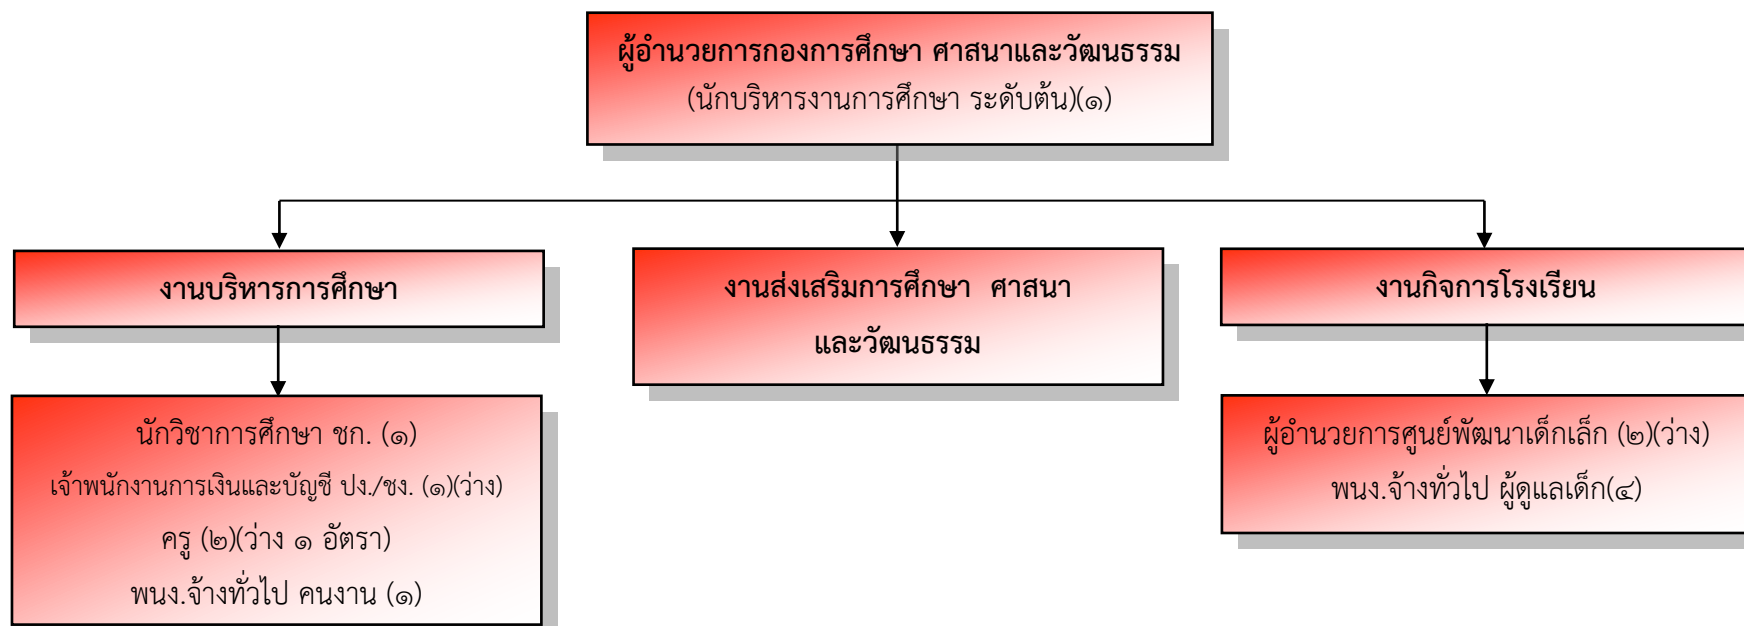 ผู้อำนวยการกองการศึกษา ศาสนาและวัฒนธรรม
(นักบริหารงานการศึกษา ระดับต้น)(๑)
งานบริหารการศึกษา
งานส่งเสริมการศึกษา ศาสนา
และวัฒนธรรม
งานกิจการโรงเรียน
นักวิชาการศึกษา ชก. (๑)
เจ้าพนักงานการเงินและบัญชี ปง./ชง. (๑)(ว่าง)
ครู (๒)(ว่าง ๑ อัตรา)
พนง.จ้างทั่วไป คนงาน (๑)
ผู้อำนวยการศูนย์พัฒนาเด็กเล็ก (๒)(ว่าง)
พนง.จ้างทั่วไป ผู้ดูแลเด็ก(๔)